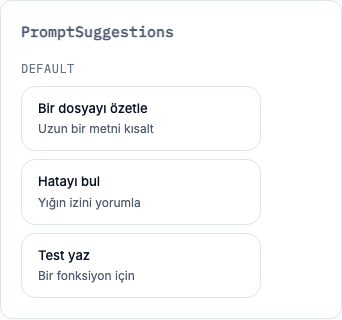 PromptSuggestions
DEFAULT
Bir dosyayı özetle
Uzun bir metni kısalt
Hatayı bul
Yığın izini yorumla
Test yaz
Bir fonksiyon için